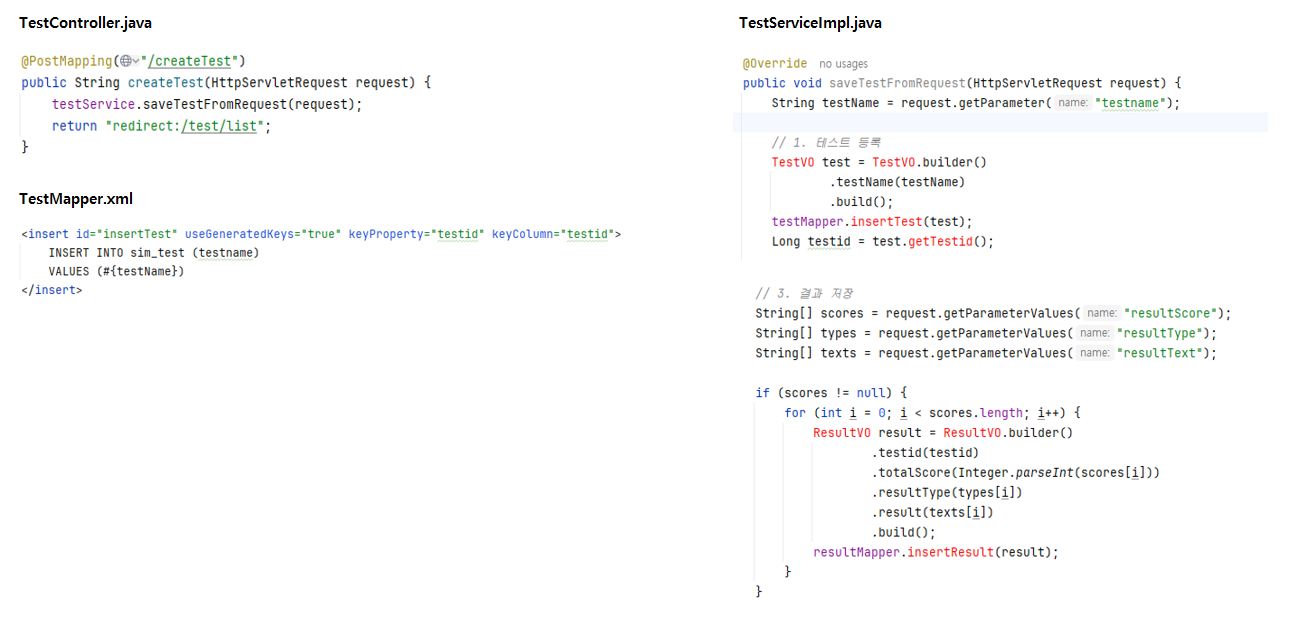 TestController.java
@PostMapping("/createTest")
public String createTest(HttpServletRequest request) {
    testService.saveTestFromRequest(request);
    return "redirect:/test/list";
}
TestMapper.xml
<insert id="insertTest" useGeneratedKeys="true" keyProperty="testid" keyColumn="testid">
    INSERT INTO sim_test (testname)
    VALUES (#{testName})
</insert>
TestServiceImpl.java
@Override no usages
public void saveTestFromRequest(HttpServletRequest request) {
    String testName = request.getParameter( name: "testname");
    // 1. 테스트 등록
    TestVO test = TestVO.builder()
            .testName(testName)
            .build();
    testMapper.insertTest(test);
    Long testid = test.getTestid();
// 3. 결과 저장
String[] scores = request.getParameterValues( name: "resultScore");
String[] types = request.getParameterValues( name: "resultType");
String[] texts = request.getParameterValues( name: "resultText");
if (scores != null) {
    for (int i = 0; i < scores.length; i++) {
        ResultVO result = ResultVO.builder()
                .testid(testid)
                .totalScore(Integer.parseInt(scores[i]))
                .resultType(types[i])
                .result(texts[i])
                .build();
        resultMapper.insertResult(result);
    }
}